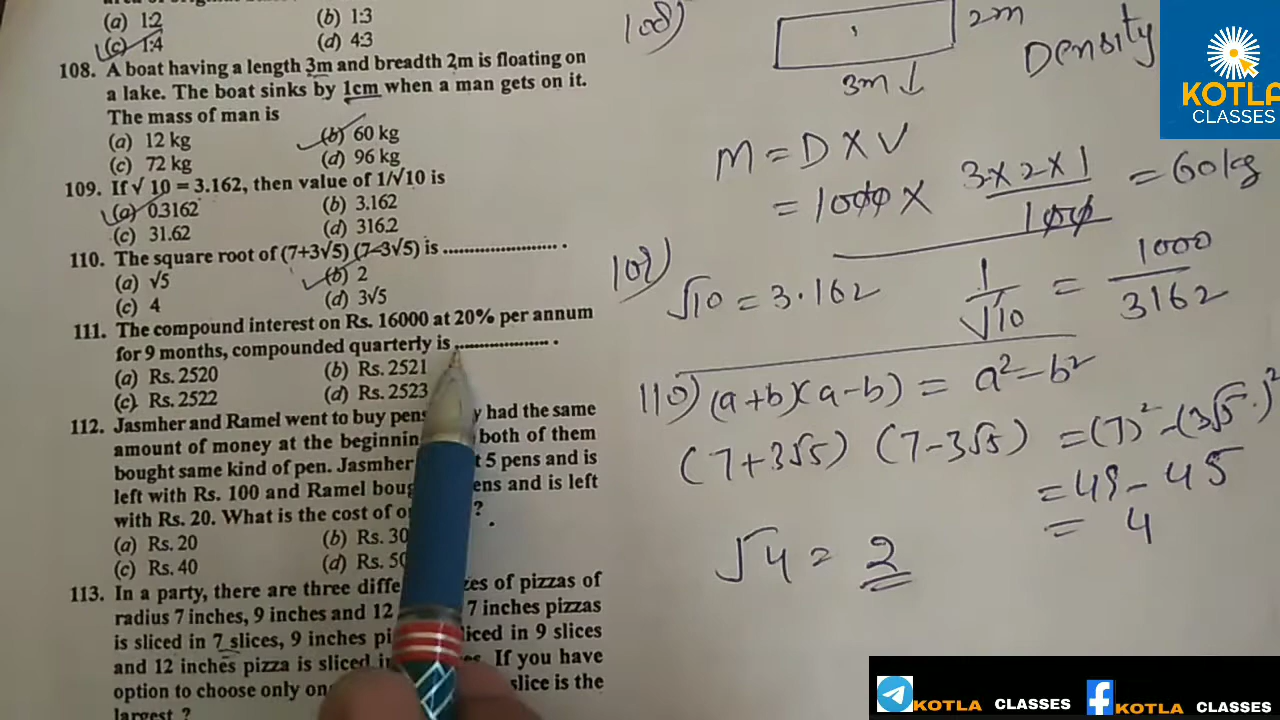 (a) 1:2
(b) 1:3
(c) 1:4
(d) 4:3
108. A boat having a length 3m and breadth 2m is floating on
a lake. The boat sinks by 1cm when a man gets on it.
The mass of man is
(a) 12 kg
(b) 60 kg
(c) 72 kg
(d) 96 kg
109. If √10 = 3.162, then value of 1/√10 is
(a) 0.3162
(b) 3.162
(c) 31.62
(d) 316.2
110. The square root of (7+3√5) (7–3√5) is ........................ .
(a) √5
(b) 2
(c) 4
(d) 3√5
111. The compound interest on Rs. 16000 at 20% per annum
for 9 months, compounded quarterly is ..................... .
(a) Rs. 2520
(b) Rs. 2521
(c) Rs. 2522
(d) Rs. 2523
112. Jasmher and Ramel went to buy pens had the same
amount of money at the beginnin both of them
bought same kind of pen. Jasmher 5 pens and is
left with Rs. 100 and Ramel bou ens and is left
with Rs. 20. What is the cost of o ?
(a) Rs. 20
(b) Rs. 30
(c) Rs. 40
(d) Rs. 50
113. In a party, there are three diffe zes of pizzas of
radius 7 inches, 9 inches and 12 7 inches pizzas
is sliced in 7 slices, 9 inches pi liced in 9 slices
and 12 inches pizza is sliced in If you have
option to choose only on slice is the
largest ?
108)
2m
3m ↓
Density
M = D X V
= 1000 X 3 X 2 X 1 / 100 = 60 kg
109)
√10 = 3.162
1/√10 = 1000/3162
110) (a+b)(a-b) = a² - b²
(7+3√5) (7-3√5) = (7)² - (3√5)²
= 49 - 45
= 4
√4 = 2
KOTLA
CLASSES
KOTLA CLASSES
KOTLA CLASSES